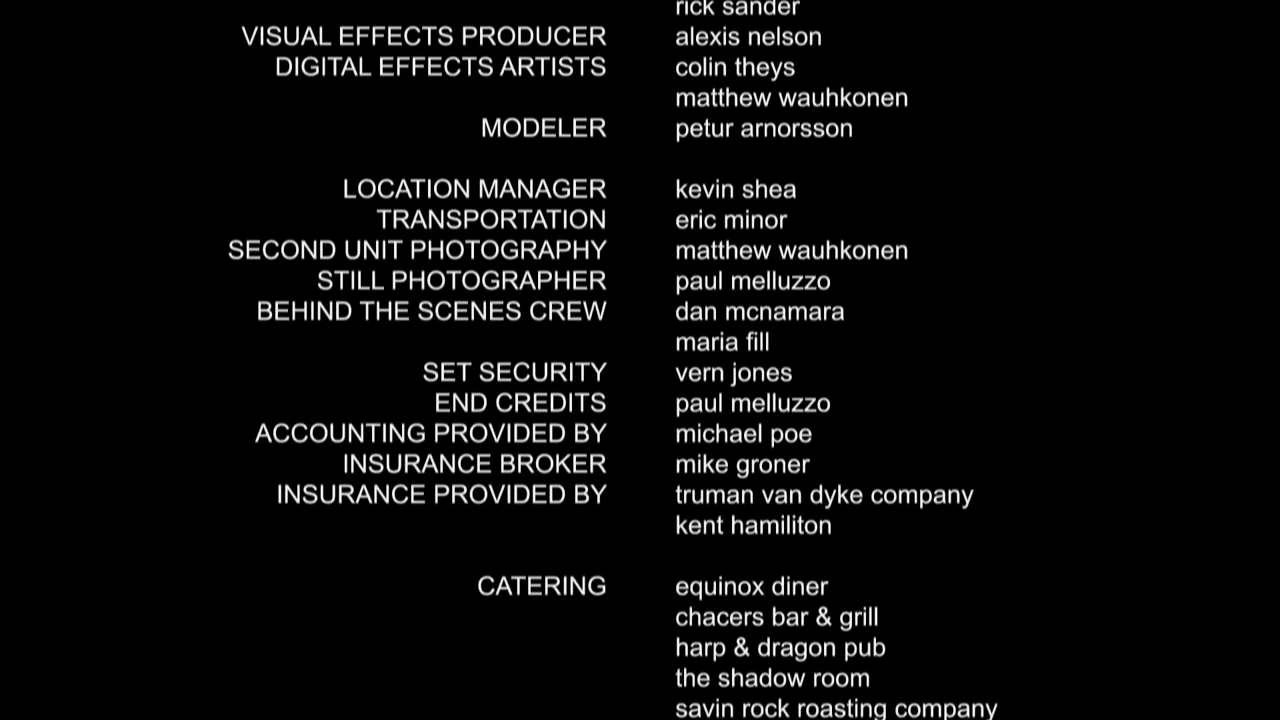 rick sander
VISUAL EFFECTS PRODUCER alexis nelson
DIGITAL EFFECTS ARTISTS colin theys
matthew wauhkonen
MODELER petur arnorsson
LOCATION MANAGER kevin shea
TRANSPORTATION eric minor
SECOND UNIT PHOTOGRAPHY matthew wauhkonen
STILL PHOTOGRAPHER paul melluzzo
BEHIND THE SCENES CREW dan mcnamara
maria fill
SET SECURITY vern jones
END CREDITS paul melluzzo
ACCOUNTING PROVIDED BY michael poe
INSURANCE BROKER mike groner
INSURANCE PROVIDED BY truman van dyke company
kent hamiliton
CATERING equinox diner
chacers bar & grill
harp & dragon pub
the shadow room
savin rock roasting company